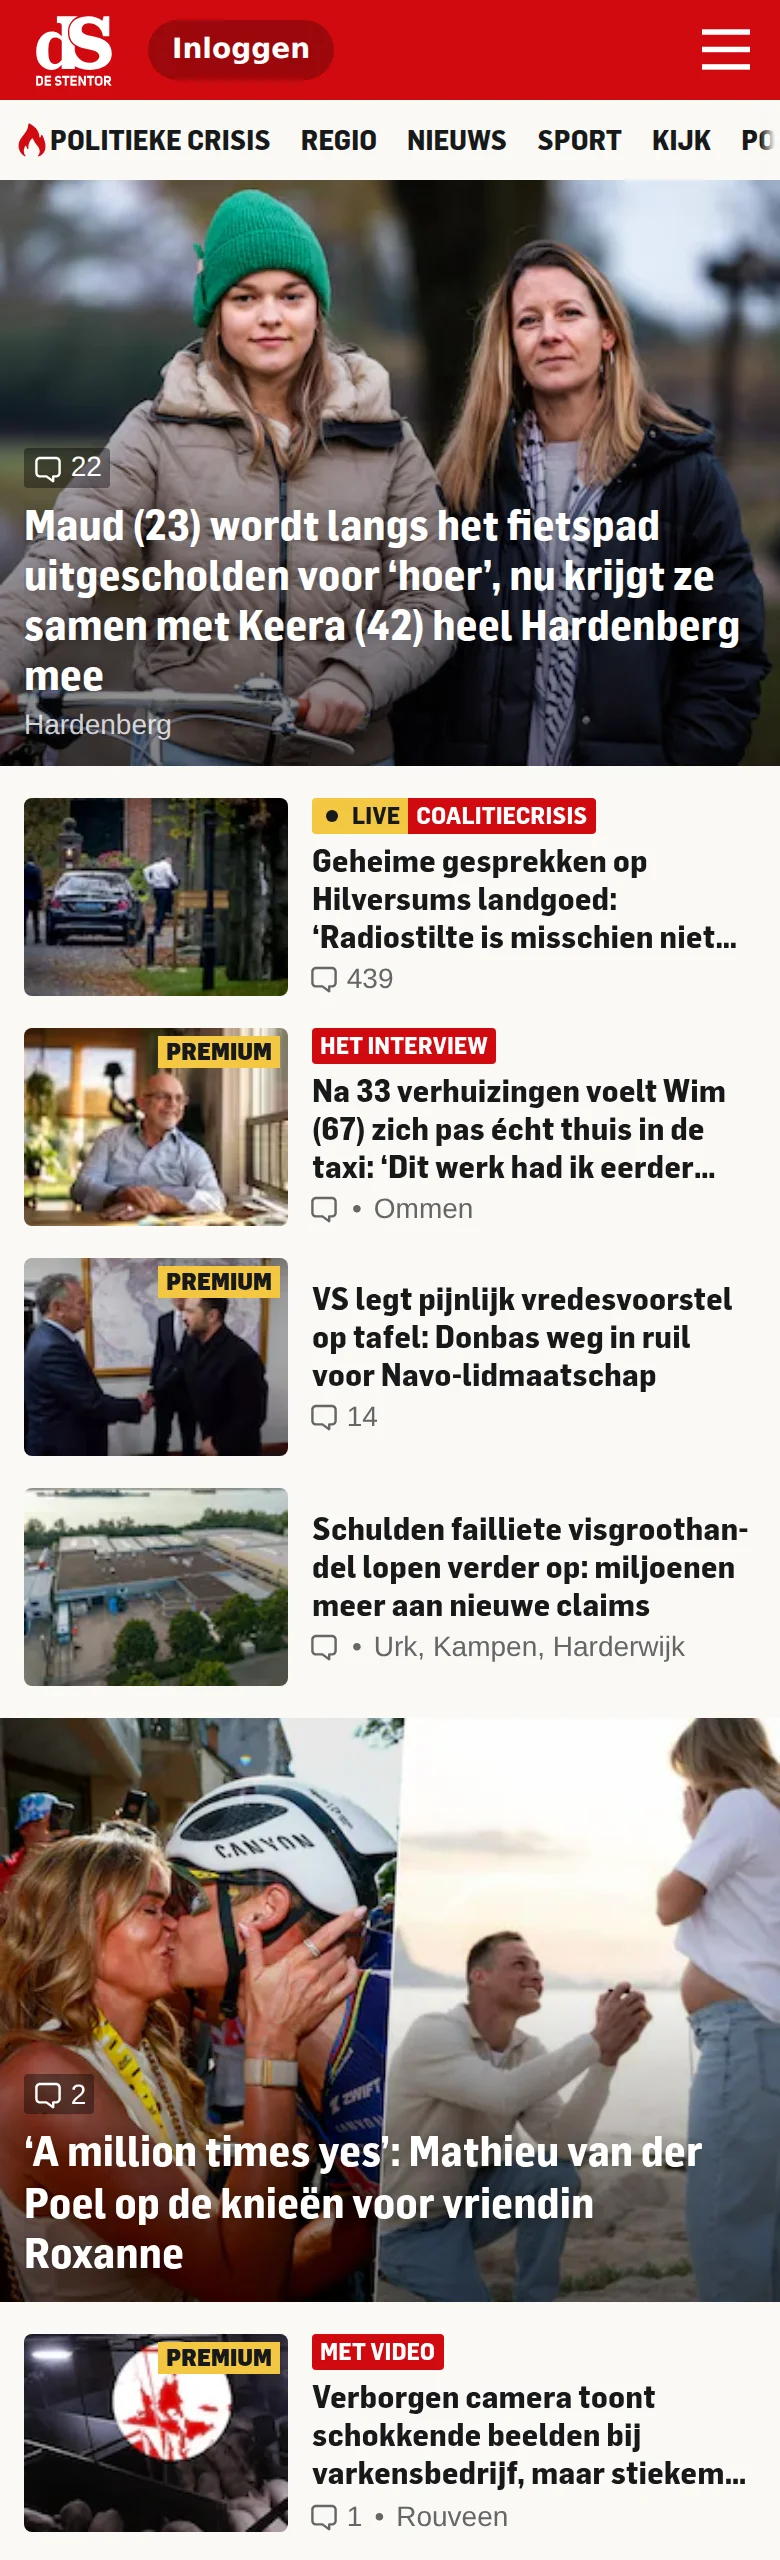 dS
DE STENTOR
Inloggen
POLITIEKE CRISIS REGIO NIEUWS SPORT KIJK PO
22
Maud (23) wordt langs het fietspad
uitgescholden voor ‘hoer’, nu krijgt ze
samen met Keera (42) heel Hardenberg
mee
Hardenberg
LIVE COALITIECRISIS
Geheime gesprekken op
Hilversums landgoed:
‘Radiostilte is misschien niet...
439
PREMIUM
HET INTERVIEW
Na 33 verhuizingen voelt Wim
(67) zich pas écht thuis in de
taxi: ‘Dit werk had ik eerder...
• Ommen
PREMIUM
VS legt pijnlijk vredesvoorstel
op tafel: Donbas weg in ruil
voor Navo-lidmaatschap
14
Schulden failliete visgroothan-
del lopen verder op: miljoenen
meer aan nieuwe claims
• Urk, Kampen, Harderwijk
CANYON
ZWIFT
2
‘A million times yes’: Mathieu van der
Poel op de knieën voor vriendin
Roxanne
PREMIUM
MET VIDEO
Verborgen camera toont
schokkende beelden bij
varkensbedrijf, maar stiekem...
1 • Rouveen